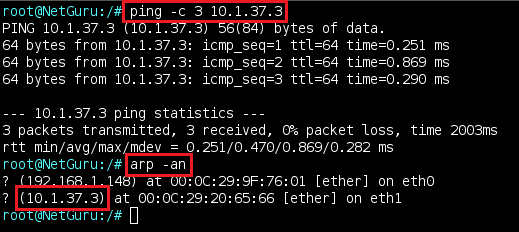 root@NetGuru:/# ping -c 3 10.1.37.3
PING 10.1.37.3 (10.1.37.3) 56(84) bytes of data.
64 bytes from 10.1.37.3: icmp_seq=1 ttl=64 time=0.251 ms
64 bytes from 10.1.37.3: icmp_seq=2 ttl=64 time=0.869 ms
64 bytes from 10.1.37.3: icmp_seq=3 ttl=64 time=0.290 ms

--- 10.1.37.3 ping statistics ---
3 packets transmitted, 3 received, 0% packet loss, time 2003ms
rtt min/avg/max/mdev = 0.251/0.470/0.869/0.282 ms
root@NetGuru:/# arp -an
? (192.168.1.148) at 00:0C:29:9F:76:01 [ether] on eth0
? (10.1.37.3) at 00:0C:29:20:65:66 [ether] on eth1
root@NetGuru:/#